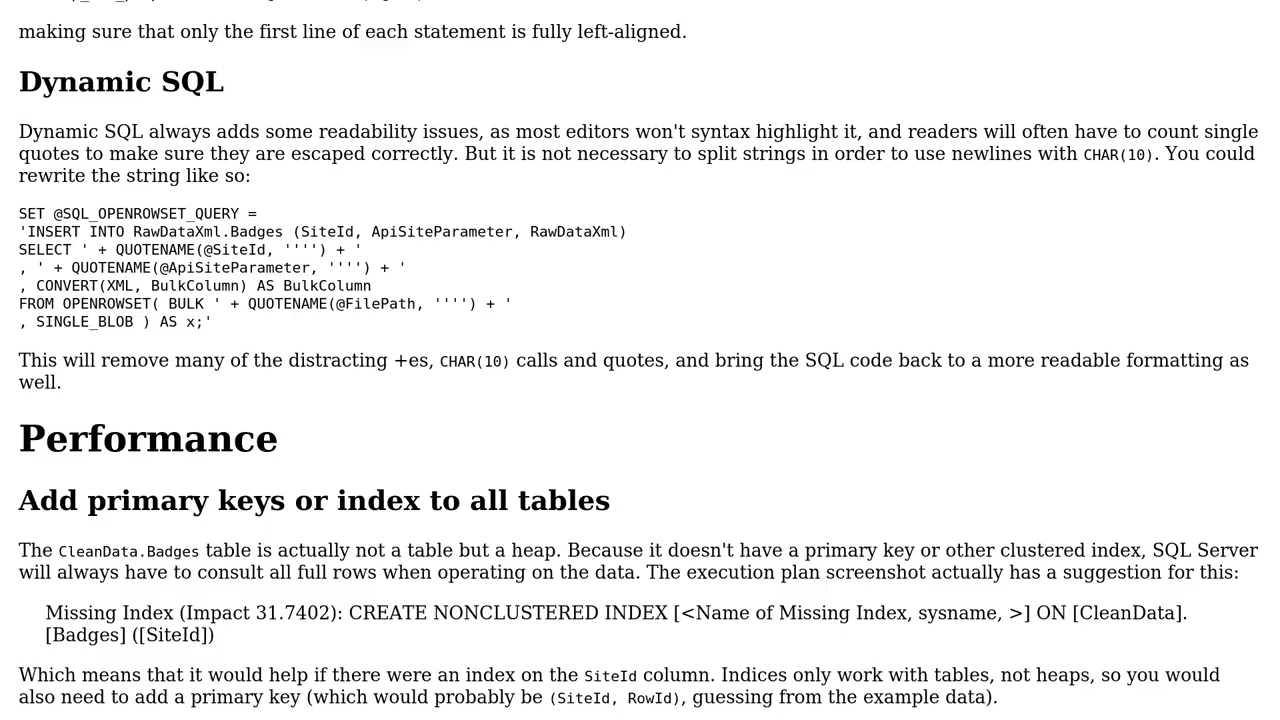 making sure that only the first line of each statement is fully left-aligned.
Dynamic SQL
Dynamic SQL always adds some readability issues, as most editors won't syntax highlight it, and readers will often have to count single
quotes to make sure they are escaped correctly. But it is not necessary to split strings in order to use newlines with CHAR(10). You could
rewrite the string like so:
SET @SQL_OPENROWSET_QUERY =
'INSERT INTO RawDataXml.Badges (SiteId, ApiSiteParameter, RawDataXml)
SELECT ' + QUOTENAME(@SiteId, '''') + '
, ' + QUOTENAME(@ApiSiteParameter, '''') + '
, CONVERT(XML, BulkColumn) AS BulkColumn
FROM OPENROWSET( BULK ' + QUOTENAME(@FilePath, '''') + '
, SINGLE_BLOB ) AS x;'
This will remove many of the distracting +es, CHAR(10) calls and quotes, and bring the SQL code back to a more readable formatting as
well.
Performance
Add primary keys or index to all tables
The CleanData.Badges table is actually not a table but a heap. Because it doesn't have a primary key or other clustered index, SQL Server
will always have to consult all full rows when operating on the data. The execution plan screenshot actually has a suggestion for this:
Missing Index (Impact 31.7402): CREATE NONCLUSTERED INDEX [<Name of Missing Index, sysname, >] ON [CleanData].
[Badges] ([SiteId])
Which means that it would help if there were an index on the SiteId column. Indices only work with tables, not heaps, so you would
also need to add a primary key (which would probably be (SiteId, RowId), guessing from the example data).